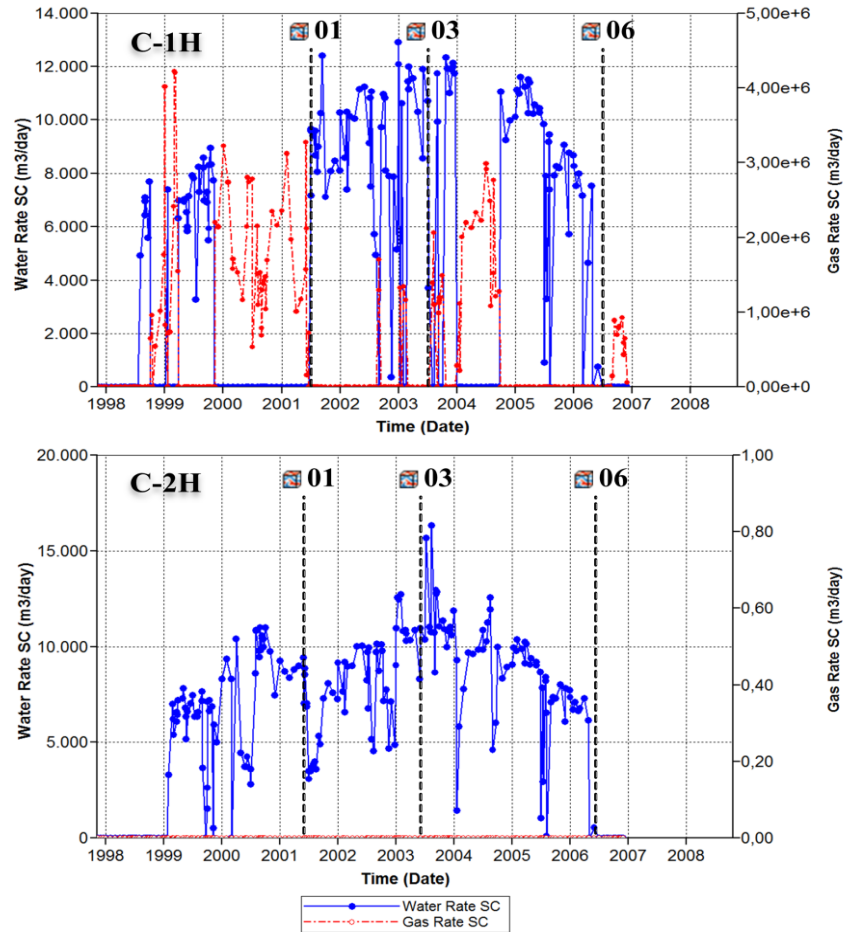 C-1H
01
03
06
Water Rate SC (m3/day)
14.000
12.000
10.000
8.000
6.000
4.000
2.000
0
Gas Rate SC (m3/day)
5,00e+6
4,00e+6
3,00e+6
2,00e+6
1,00e+6
0,00e+0
1998 1999 2000 2001 2002 2003 2004 2005 2006 2007 2008
Time (Date)
C-2H
01
03
06
Water Rate SC (m3/day)
20.000
15.000
10.000
5.000
0
Gas Rate SC (m3/day)
1,00
0,80
0,60
0,40
0,20
0,00
1998 1999 2000 2001 2002 2003 2004 2005 2006 2007 2008
Time (Date)
Water Rate SC
Gas Rate SC